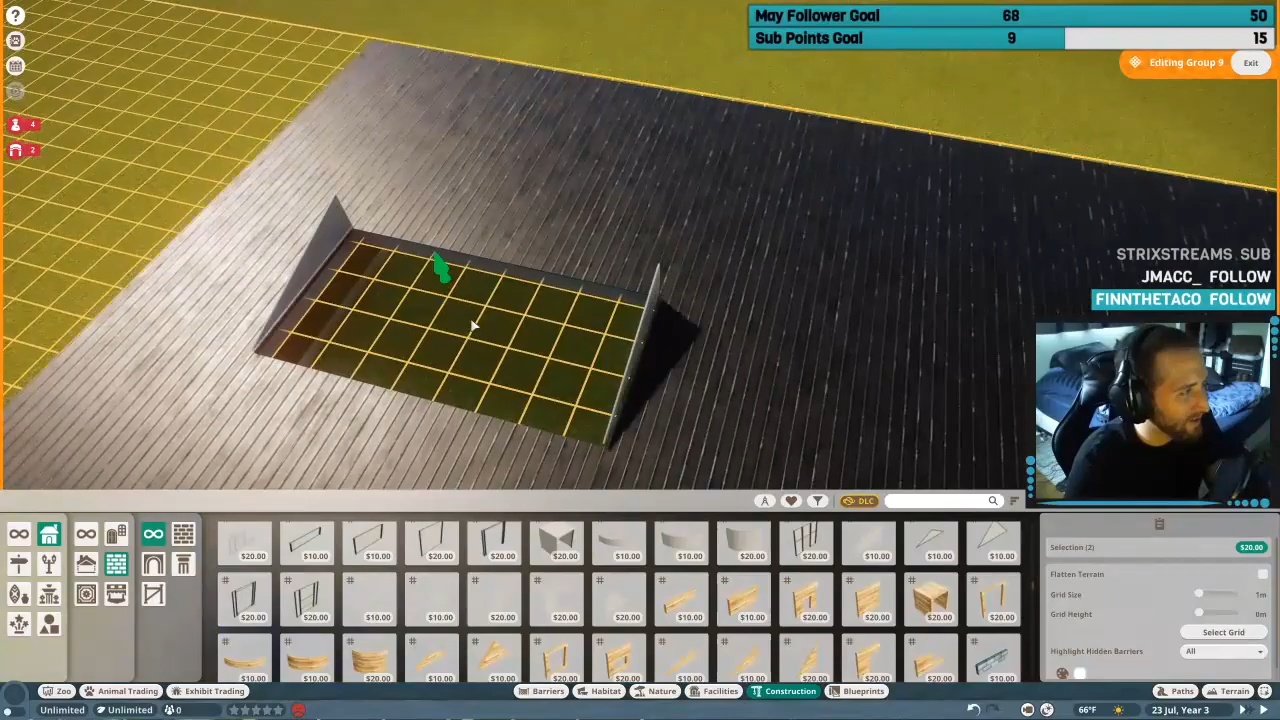 May Follower Goal 68 50
Sub Points Goal 9 15
Editing Group 9 Exit
4
2
STRIXSTREAMS SUB
JMACC_ FOLLOW
FINNTHETACO FOLLOW
DLC
$20.00 $10.00 $10.00 $20.00 $20.00 $20.00 $10.00 $10.00 $20.00 $20.00 $10.00 $10.00 $10.00
$20.00 $20.00 $10.00 $10.00 $20.00 $20.00 $20.00 $10.00 $10.00 $20.00 $20.00 $20.00 $10.00
$10.00 $10.00 $20.00 $10.00 $10.00 $20.00 $20.00 $10.00 $10.00 $20.00 $20.00 $20.00 $10.00
Selection (2) $20.00
Flatten Terrain
Grid Size 1m
Grid Height 0m
Select Grid
Highlight Hidden Barriers All
Zoo Animal Trading Exhibit Trading Barriers Habitat Nature Facilities Construction Blueprints Paths Terrain
Unlimited Unlimited 0 66°F 23 Jul, Year 3